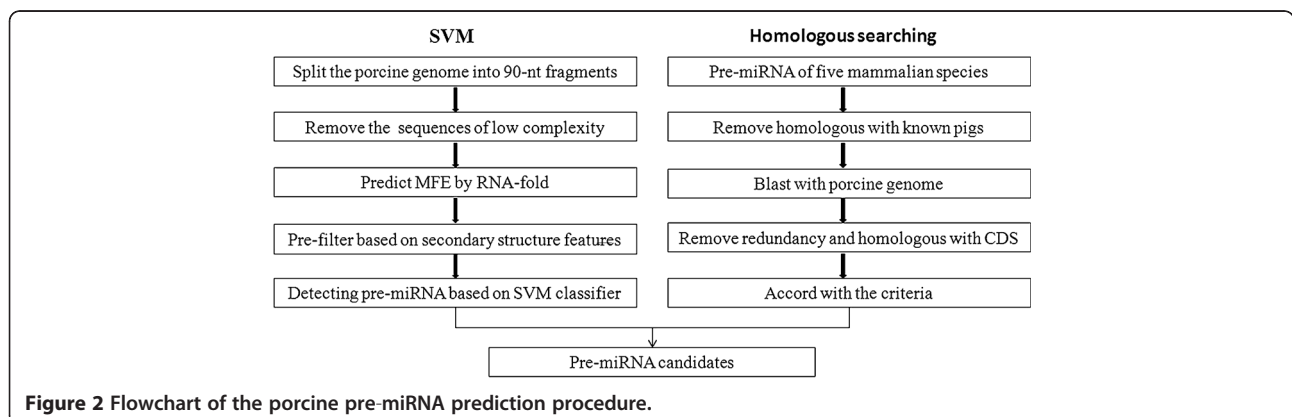 SVM
Split the porcine genome into 90-nt fragments
Remove the sequences of low complexity
Predict MFE by RNA-fold
Pre-filter based on secondary structure features
Detecting pre-miRNA based on SVM classifier
Homologous searching
Pre-miRNA of five mammalian species
Remove homologous with known pigs
Blast with porcine genome
Remove redundancy and homologous with CDS
Accord with the criteria
Pre-miRNA candidates
Figure 2 Flowchart of the porcine pre-miRNA prediction procedure.